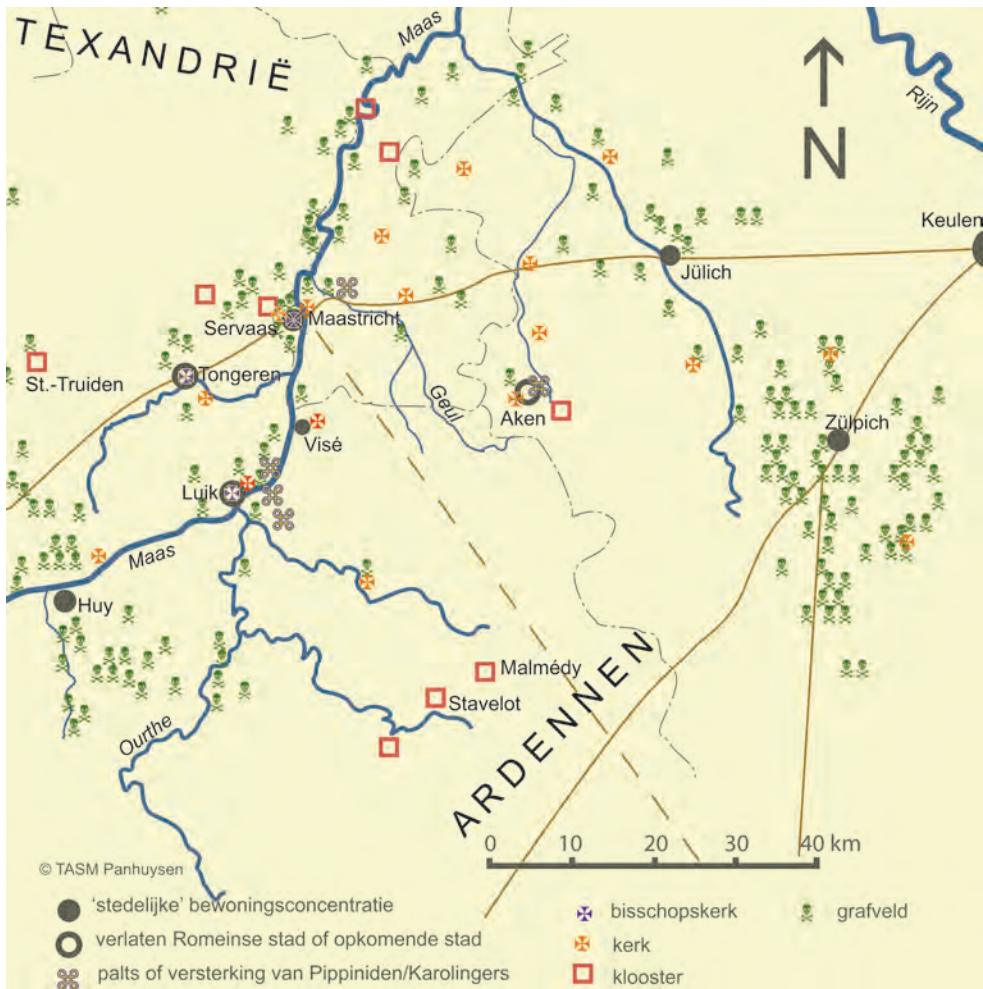 TEXANDRIË
Maas
N
Rijn
Keulen
Jülich
Servaas
Maastricht
St.-Truiden
Tongeren
Geul
Aken
Visé
Zülpich
Luik
Maas
Huy
Malmédy
Stavelot
Ourthe
ARDENNEN
0 10 20 30 40 km
© TASM Panhuysen
'stedelijke' bewoningsconcentratie
verlaten Romeinse stad of opkomende stad
palts of versterking van Pippiniden/Karolingers
bisschopskerk
kerk
klooster
grafveld